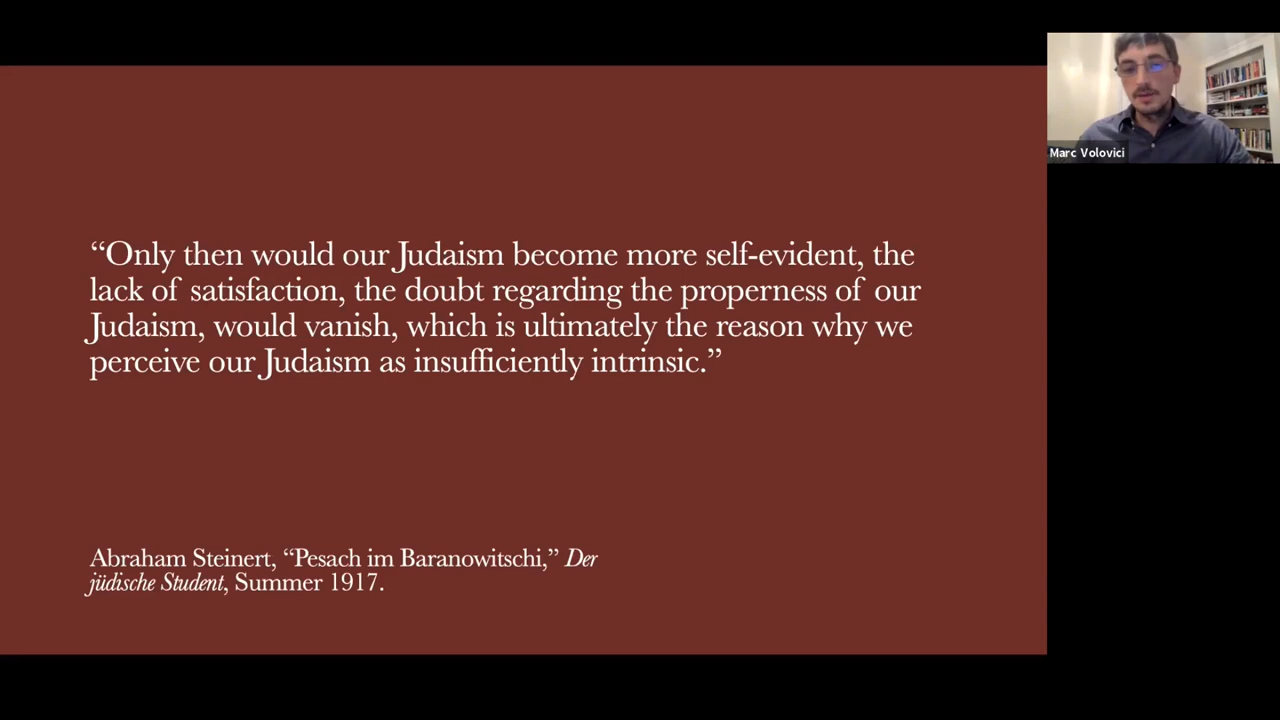 “Only then would our Judaism become more self-evident, the
lack of satisfaction, the doubt regarding the properness of our
Judaism, would vanish, which is ultimately the reason why we
perceive our Judaism as insufficiently intrinsic.”
Abraham Steinert, “Pesach im Baranowitschi,” Der
jüdische Student, Summer 1917.
Marc Volovici